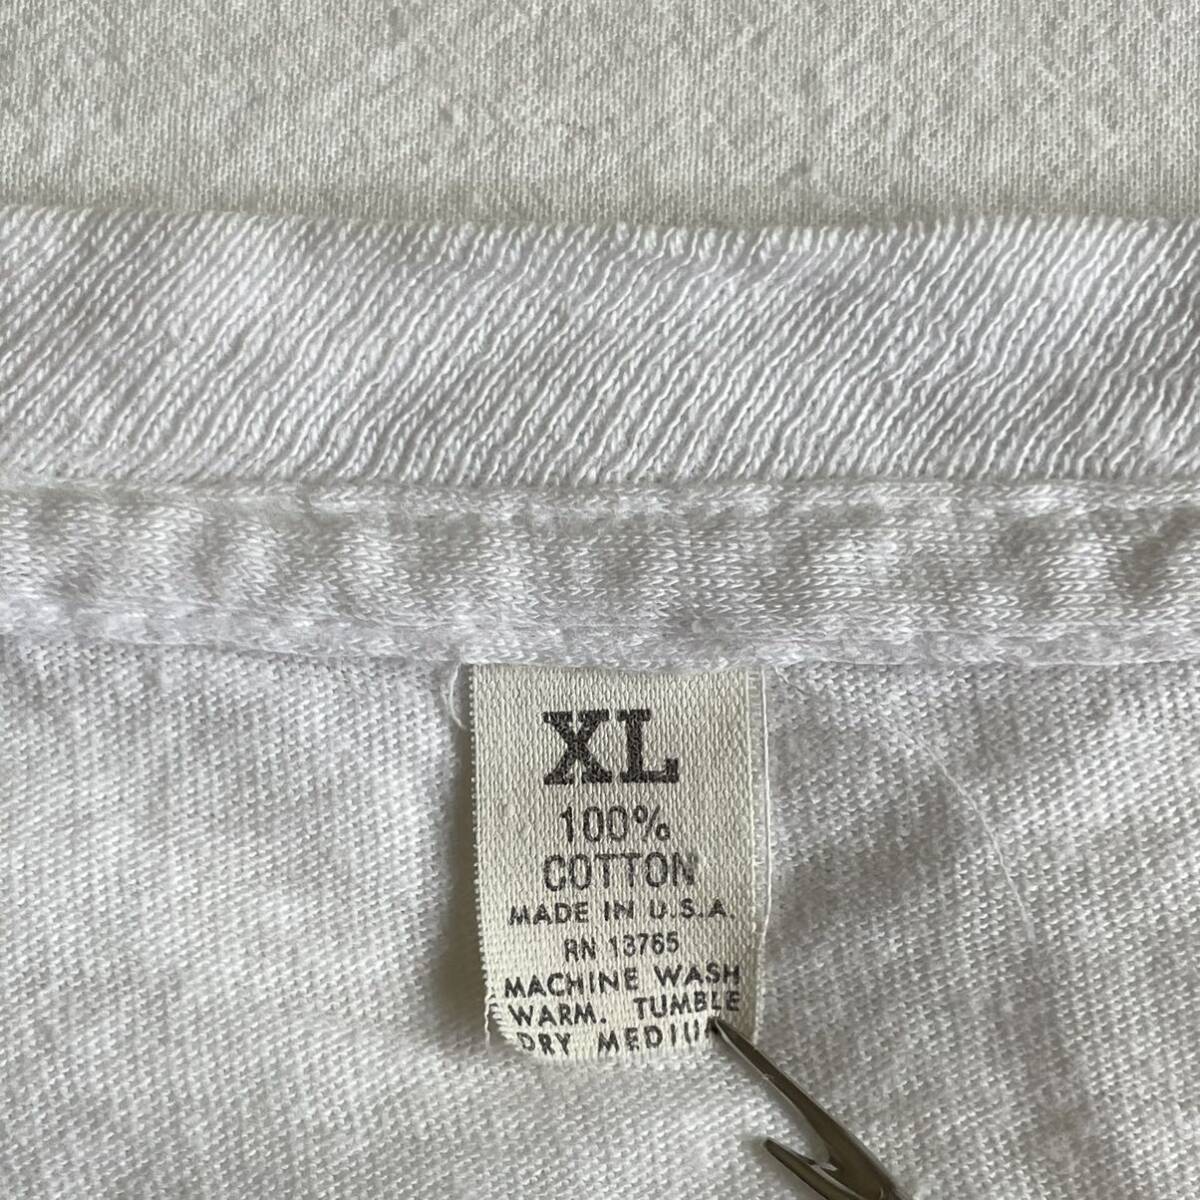 XL
100%
COTTON
MADE IN U.S.A.
RN 13765
MACHINE WASH
WARM. TUMBLE
DRY MEDIUM